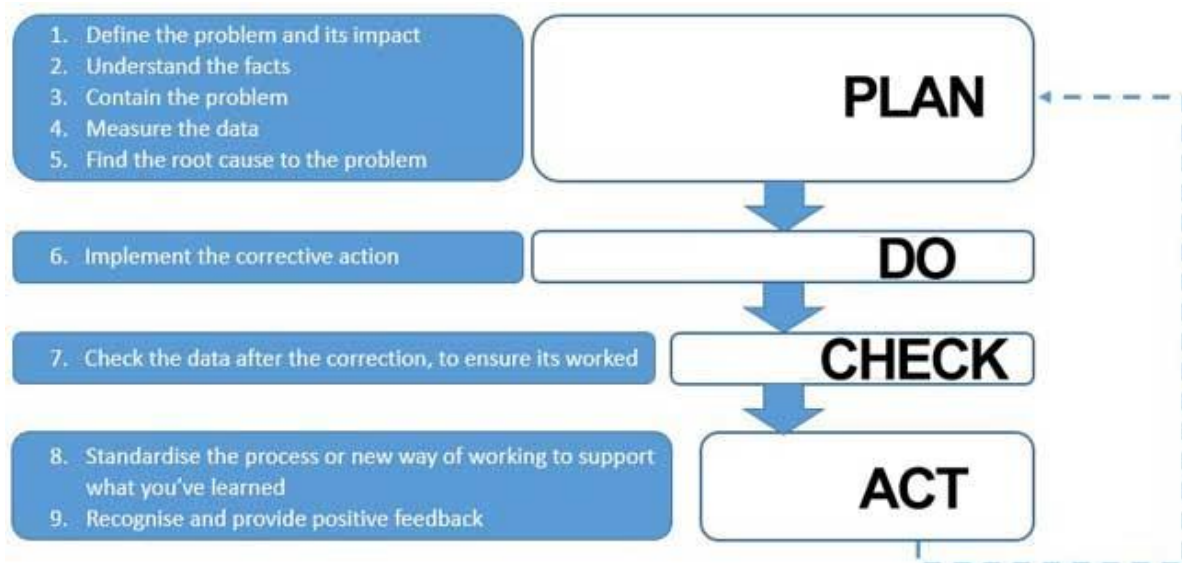 1. Define the problem and its impact
2. Understand the facts
3. Contain the problem
4. Measure the data
5. Find the root cause to the problem
PLAN
6. Implement the corrective action
DO
7. Check the data after the correction, to ensure its worked
CHECK
8. Standardise the process or new way of working to support
what you've learned
9. Recognise and provide positive feedback
ACT